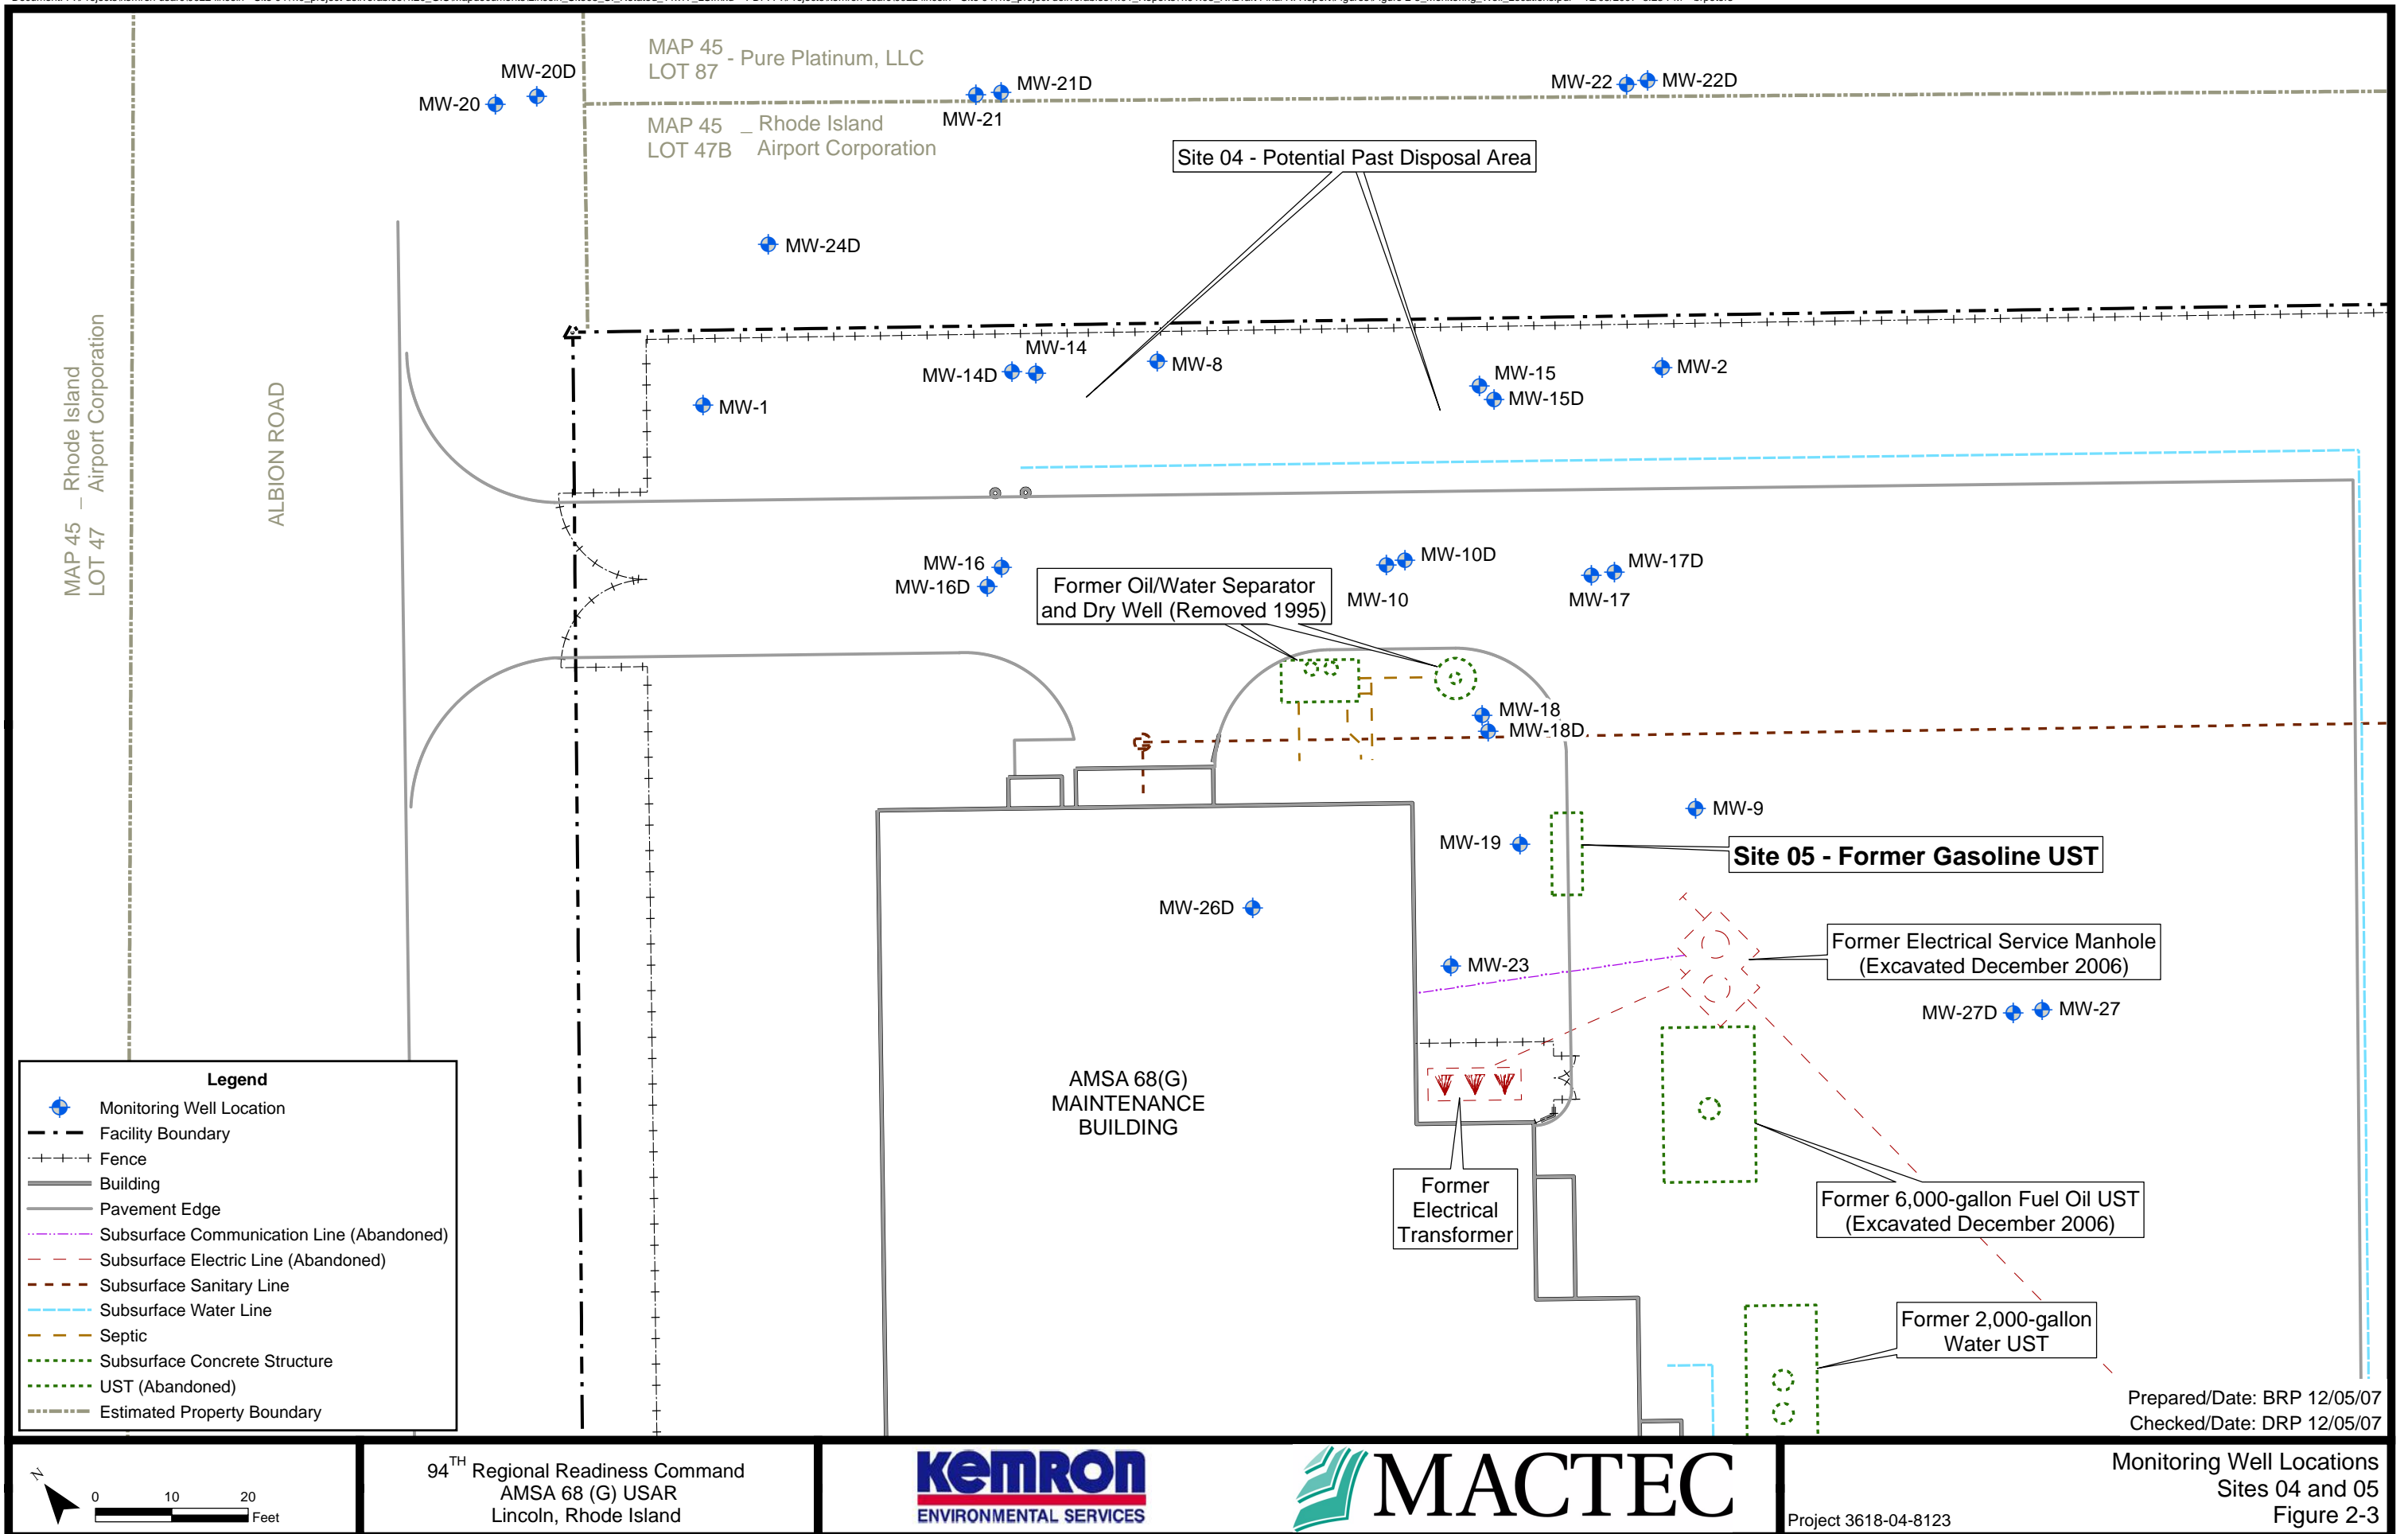 MAP 45
LOT 87
- Pure Platinum, LLC
MW-20D
MW-20
MW-21D
MW-21
MW-22
MW-22D
MAP 45
LOT 47B
_ Rhode Island
Airport Corporation
Site 04 - Potential Past Disposal Area
MW-24D
MAP 45 _ Rhode Island
LOT 47 Airport Corporation
ALBION ROAD
MW-14
MW-14D
MW-8
MW-1
MW-15
MW-15D
MW-2
MW-16
MW-16D
Former Oil/Water Separator
and Dry Well (Removed 1995)
MW-10D
MW-10
MW-17D
MW-17
MW-18
MW-18D
MW-9
MW-19
Site 05 - Former Gasoline UST
MW-26D
MW-23
Former Electrical Service Manhole
(Excavated December 2006)
MW-27D
MW-27
AMSA 68(G)
MAINTENANCE
BUILDING
Former
Electrical
Transformer
Former 6,000-gallon Fuel Oil UST
(Excavated December 2006)
Former 2,000-gallon
Water UST
Legend
Monitoring Well Location
Facility Boundary
Fence
Building
Pavement Edge
Subsurface Communication Line (Abandoned)
Subsurface Electric Line (Abandoned)
Subsurface Sanitary Line
Subsurface Water Line
Septic
Subsurface Concrete Structure
UST (Abandoned)
Estimated Property Boundary
Prepared/Date: BRP 12/05/07
Checked/Date: DRP 12/05/07
N
0 10 20
Feet
94TH Regional Readiness Command
AMSA 68 (G) USAR
Lincoln, Rhode Island
KEMRON
ENVIRONMENTAL SERVICES
MACTEC
Monitoring Well Locations
Sites 04 and 05
Figure 2-3
Project 3618-04-8123